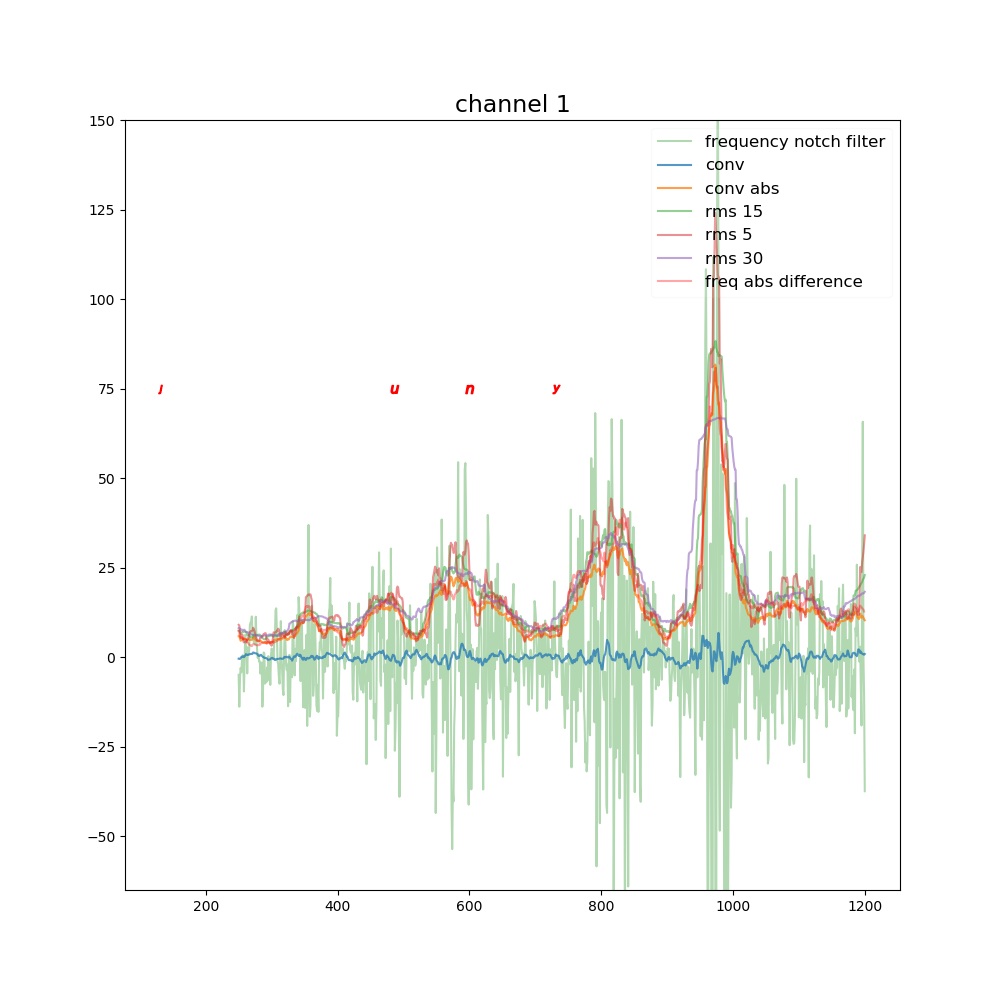 channel 1
150
125
100
75
50
25
0
−25
−50
frequency notch filter
conv
conv abs
rms 15
rms 5
rms 30
freq abs difference
j u n y
200 400 600 800 1000 1200